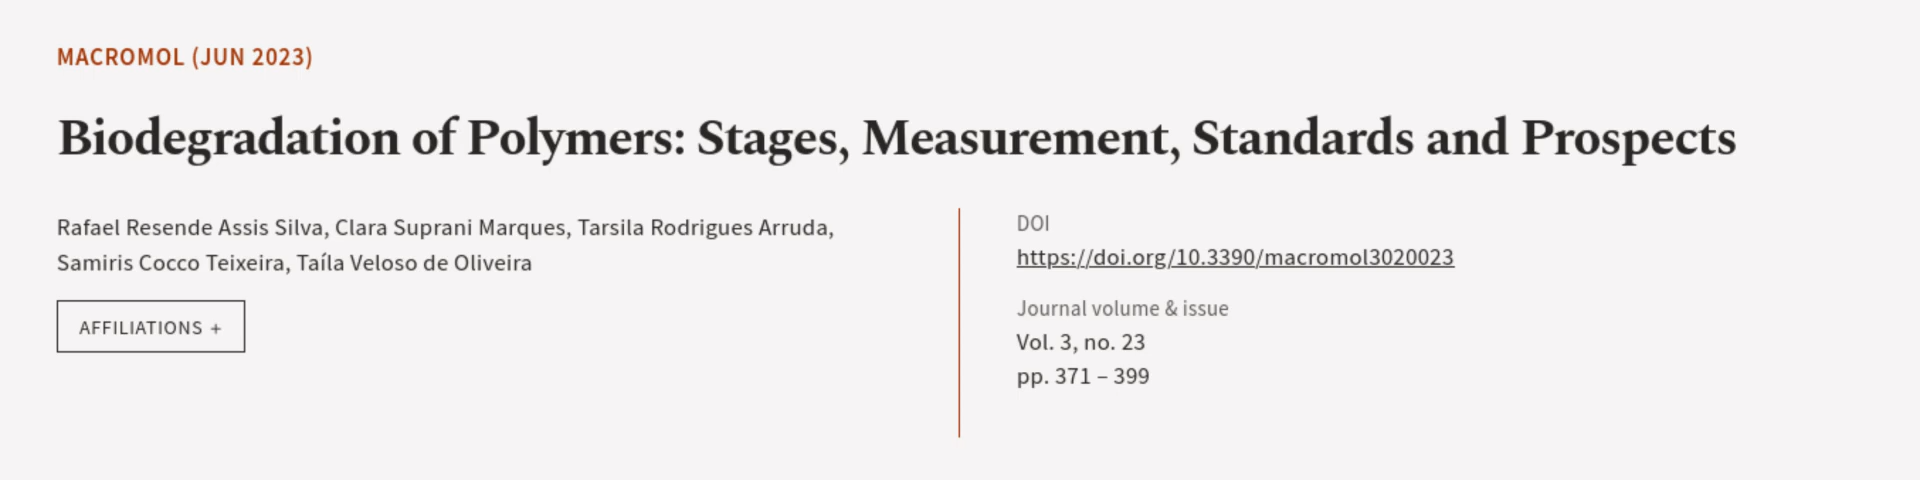 MACROMOL (JUN 2023)
Biodegradation of Polymers: Stages, Measurement, Standards and Prospects
Rafael Resende Assis Silva, Clara Suprani Marques, Tarsila Rodrigues Arruda,
Samiris Cocco Teixeira, Taíla Veloso de Oliveira
AFFILIATIONS +
DOI
https://doi.org/10.3390/macromol3020023
Journal volume & issue
Vol. 3, no. 23
pp. 371 – 399